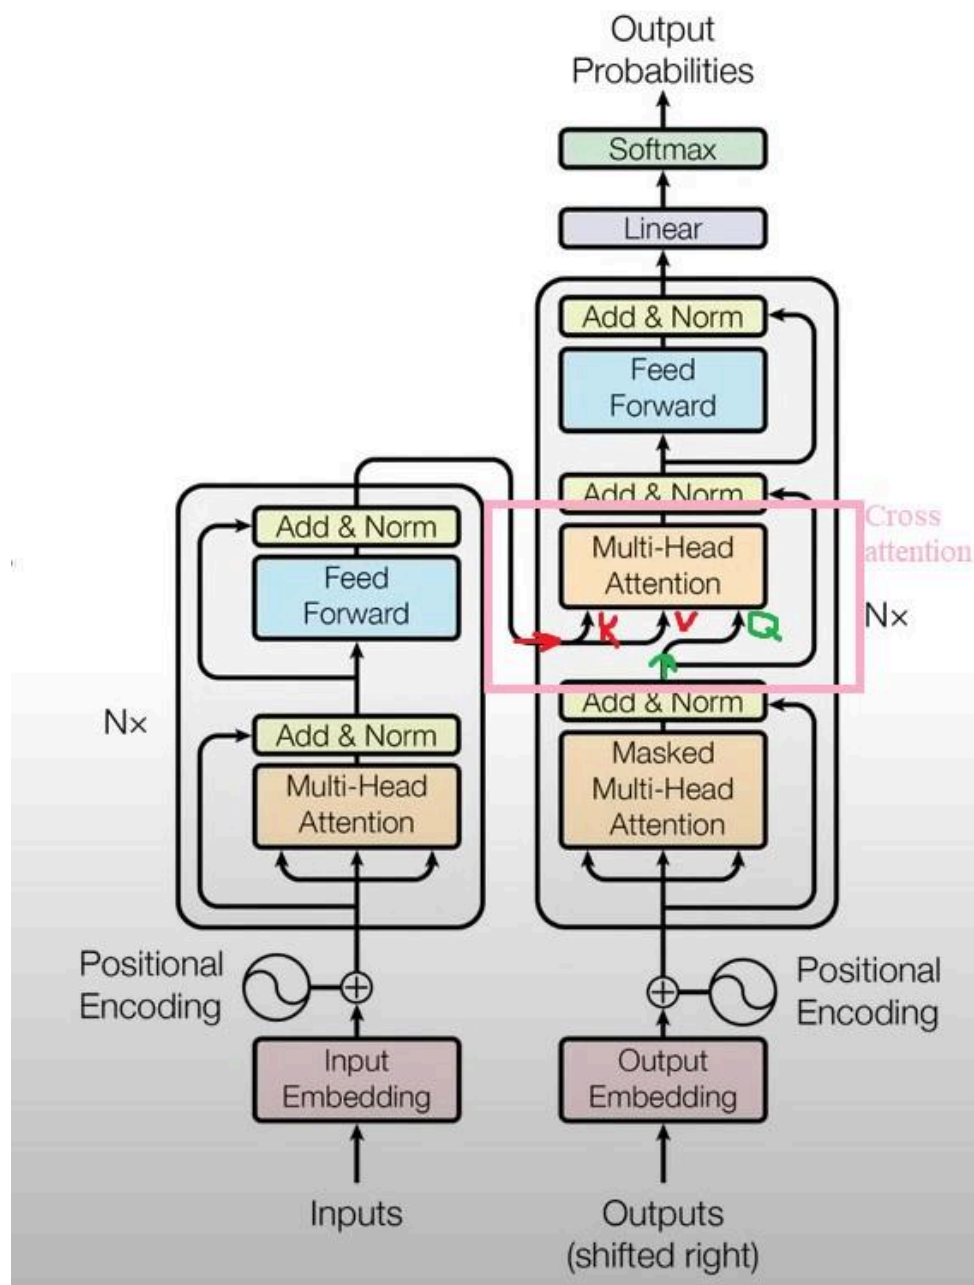 Output
Probabilities
Softmax
Linear
Add & Norm
Feed
Forward
Add & Norm
Cross
attention
Multi-Head
Attention
K
V
Q
Nx
Add & Norm
Masked
Multi-Head
Attention
Add & Norm
Feed
Forward
Nx
Add & Norm
Multi-Head
Attention
Positional
Encoding
Positional
Encoding
Input
Embedding
Output
Embedding
Inputs
Outputs
(shifted right)